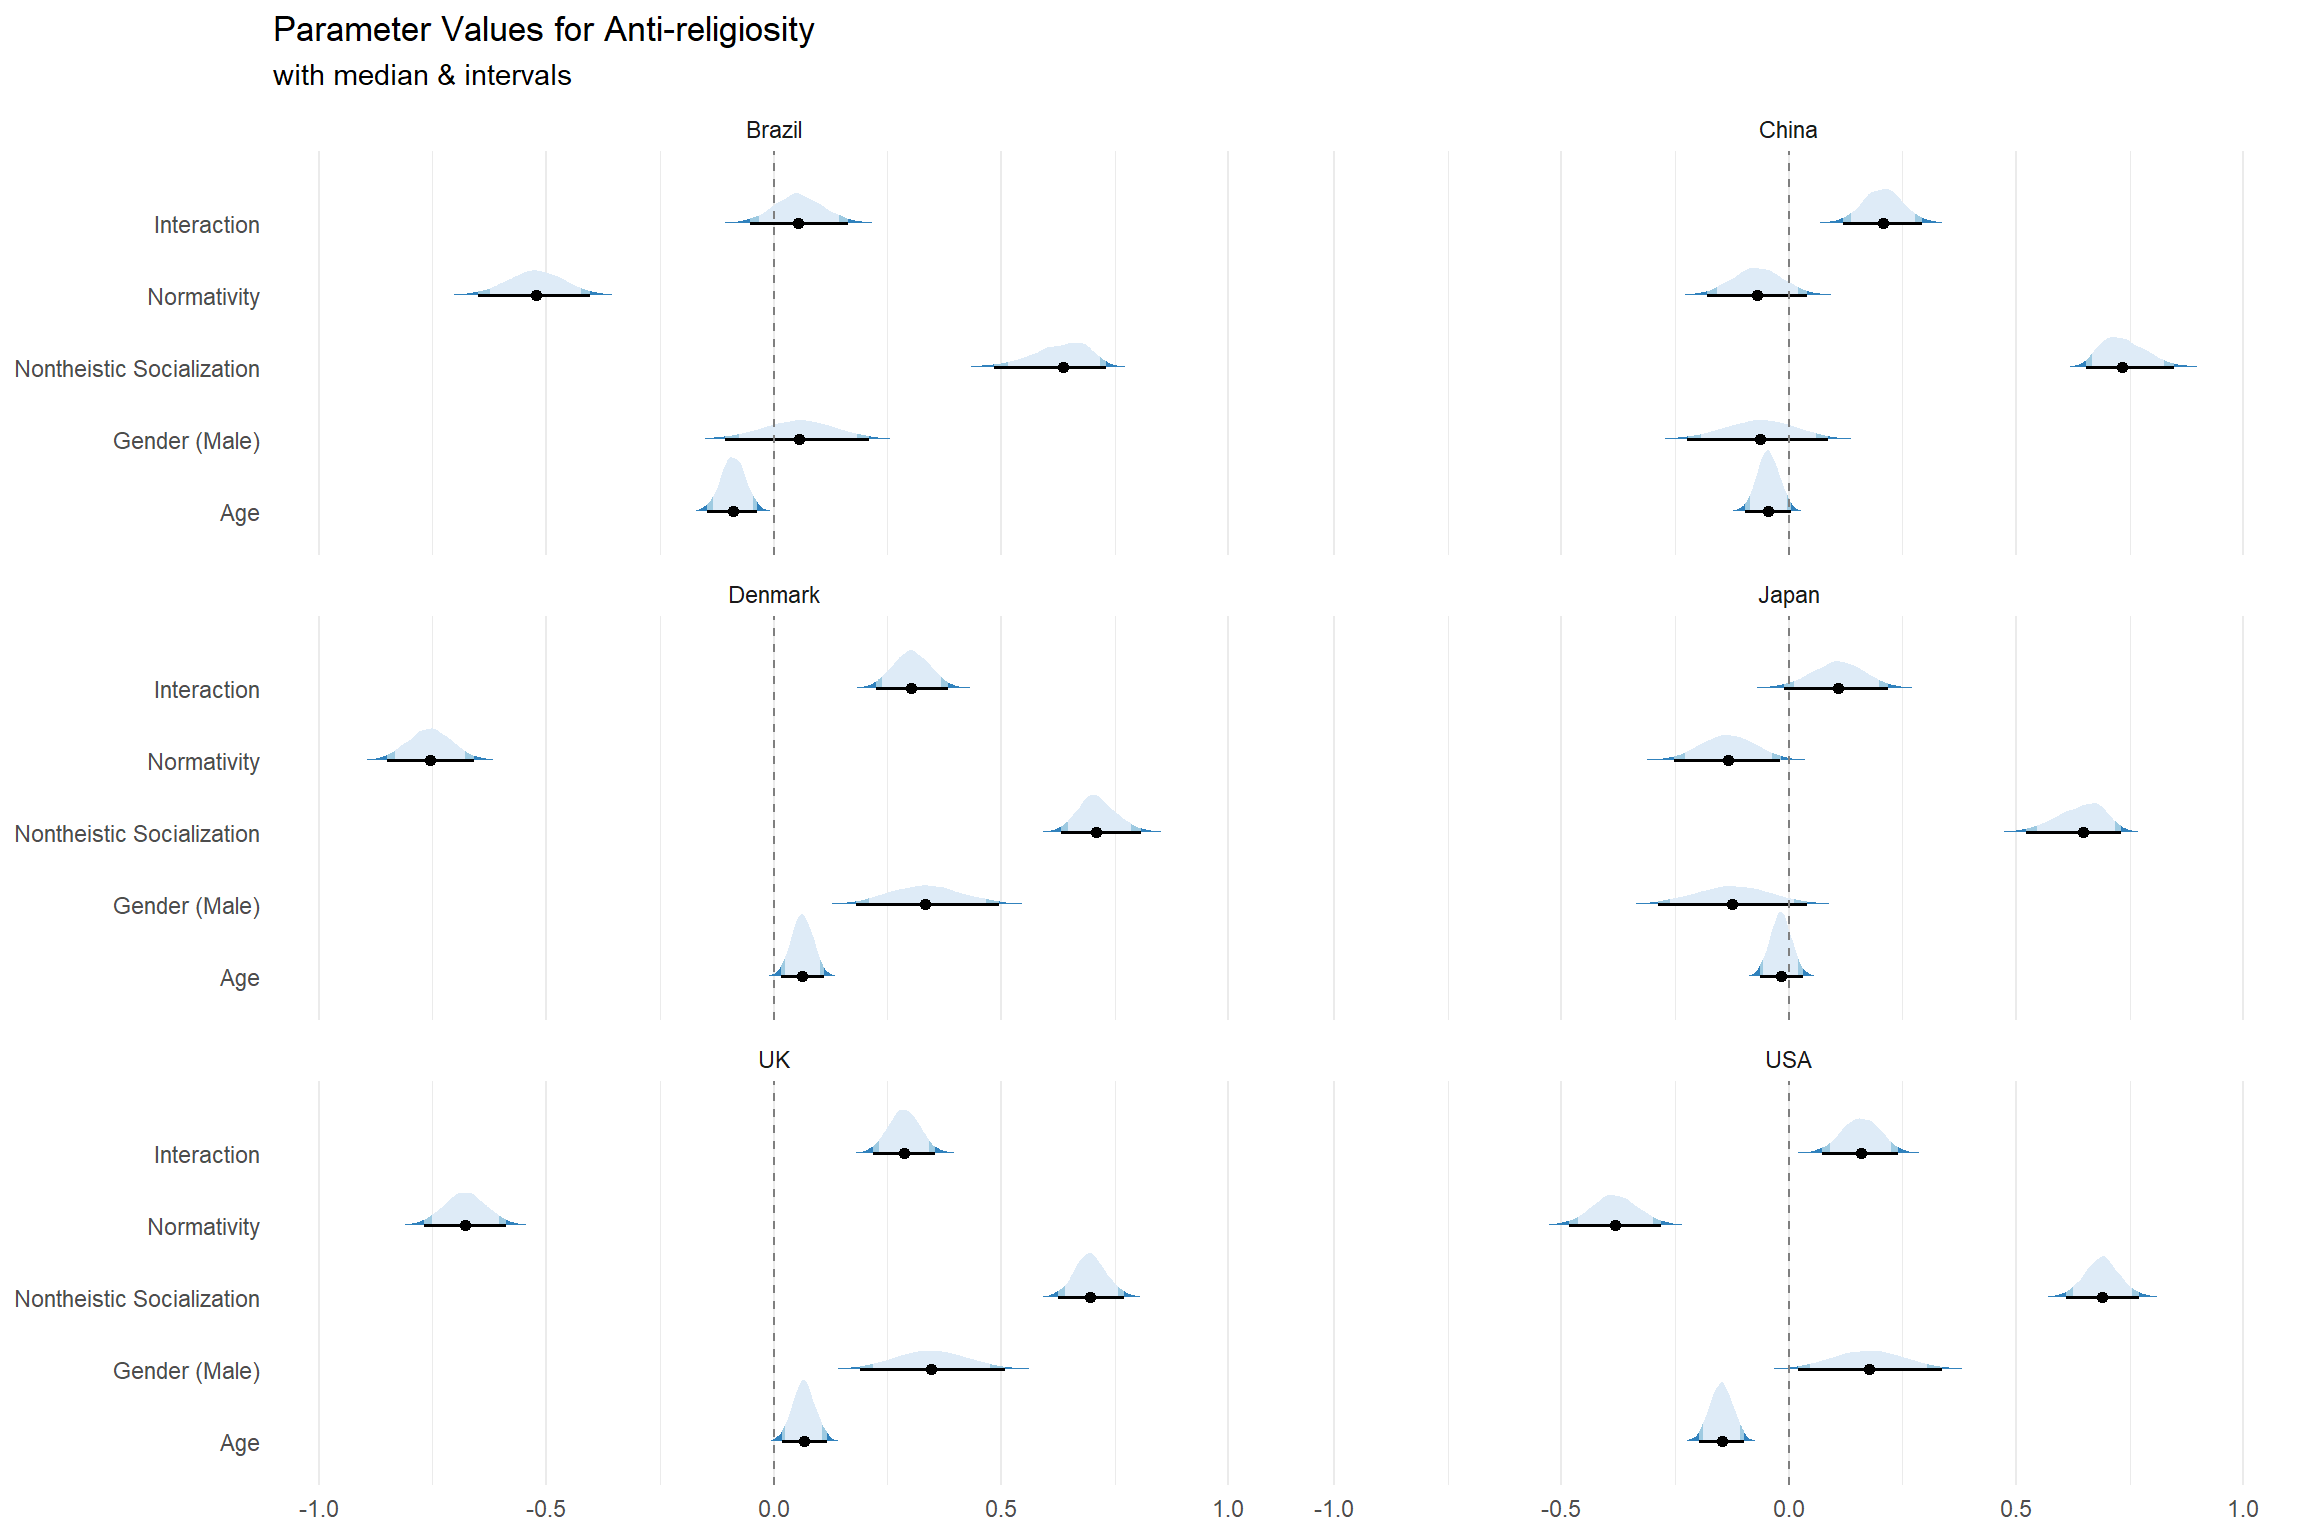 Parameter Values for Anti-religiosity
with median & intervals
Brazil
China
Interaction
Normativity
Nontheistic Socialization
Gender (Male)
Age
Denmark
Japan
Interaction
Normativity
Nontheistic Socialization
Gender (Male)
Age
UK
USA
Interaction
Normativity
Nontheistic Socialization
Gender (Male)
Age
-1.0 -0.5 0.0 0.5 1.0 -1.0 -0.5 0.0 0.5 1.0